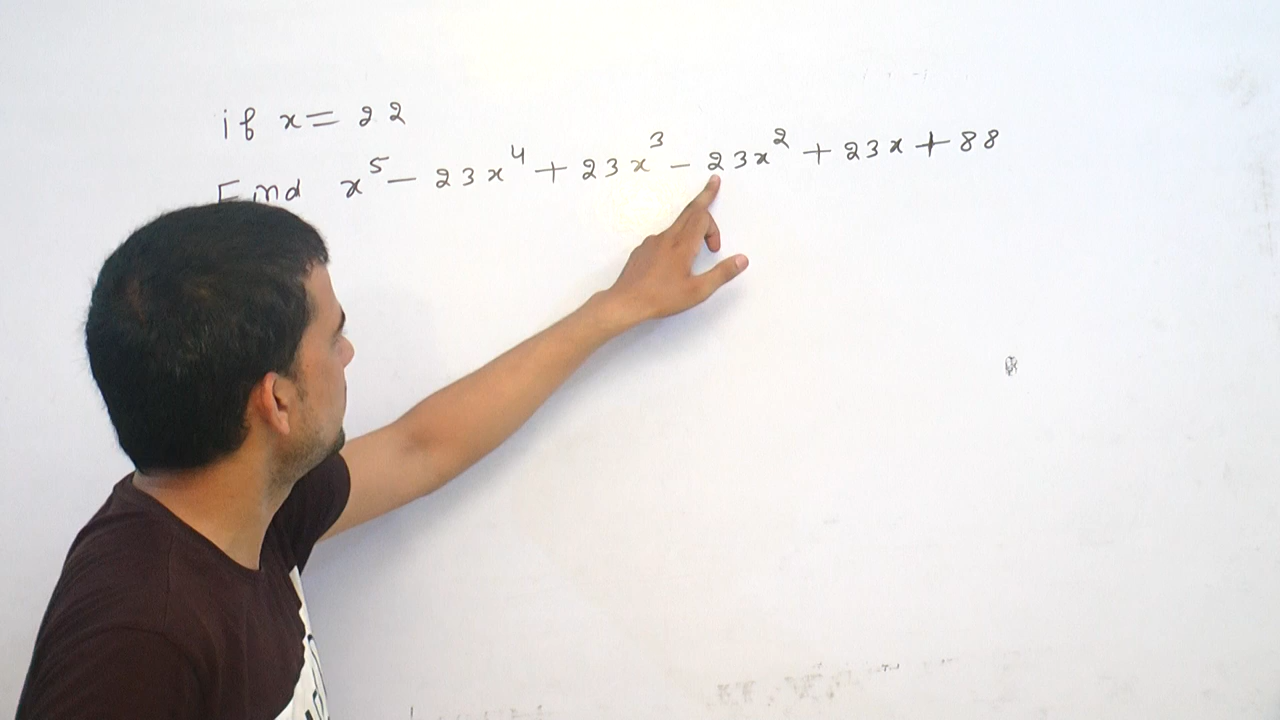 if x = 22
Find x⁵ - 23x⁴ + 23x³ - 23x² + 23x + 88